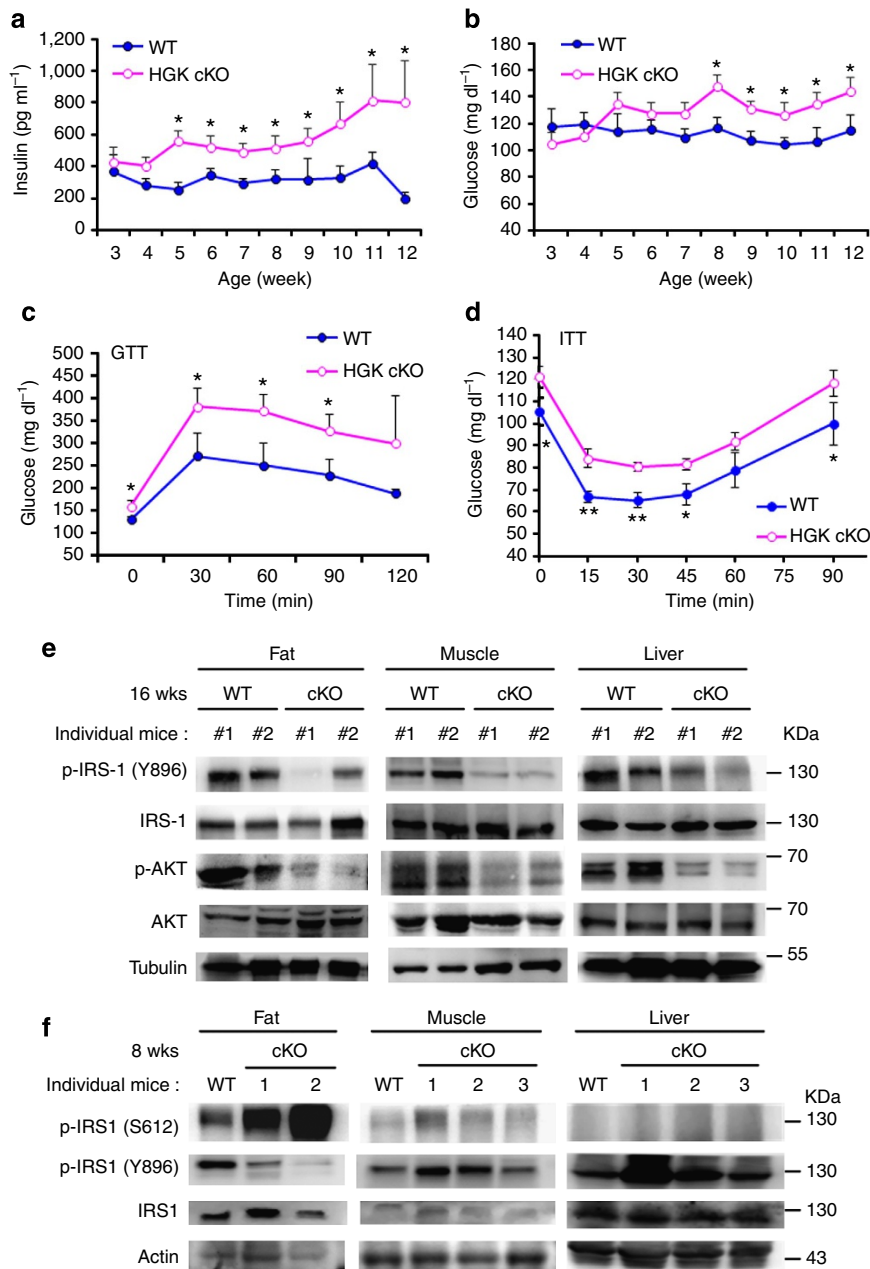 a
Insulin (pg ml⁻¹)
1,200
1,000
800
600
400
200
0
WT
HGK cKO
* * * * * * * *
3 4 5 6 7 8 9 10 11 12
Age (week)
b
Glucose (mg dl⁻¹)
180
160
140
120
100
80
60
40
WT
HGK cKO
* * * * *
3 4 5 6 7 8 9 10 11 12
Age (week)
c
GTT
Glucose (mg dl⁻¹)
500
450
400
350
300
250
200
150
100
50
WT
HGK cKO
* * * *
0 30 60 90 120
Time (min)
d
ITT
Glucose (mg dl⁻¹)
140
130
120
110
100
90
80
70
60
50
40
* ** ** * *
WT
HGK cKO
0 15 30 45 60 75 90
Time (min)
e
Fat Muscle Liver
16 wks WT cKO WT cKO WT cKO
Individual mice : #1 #2 #1 #2 #1 #2 #1 #2 #1 #2 #1 #2 KDa
p-IRS-1 (Y896) 130
IRS-1 130
p-AKT 70
AKT 70
Tubulin 55
f
Fat Muscle Liver
8 wks cKO cKO cKO
Individual mice : WT 1 2 WT 1 2 3 WT 1 2 3 KDa
p-IRS1 (S612) 130
p-IRS1 (Y896) 130
IRS1 130
Actin 43